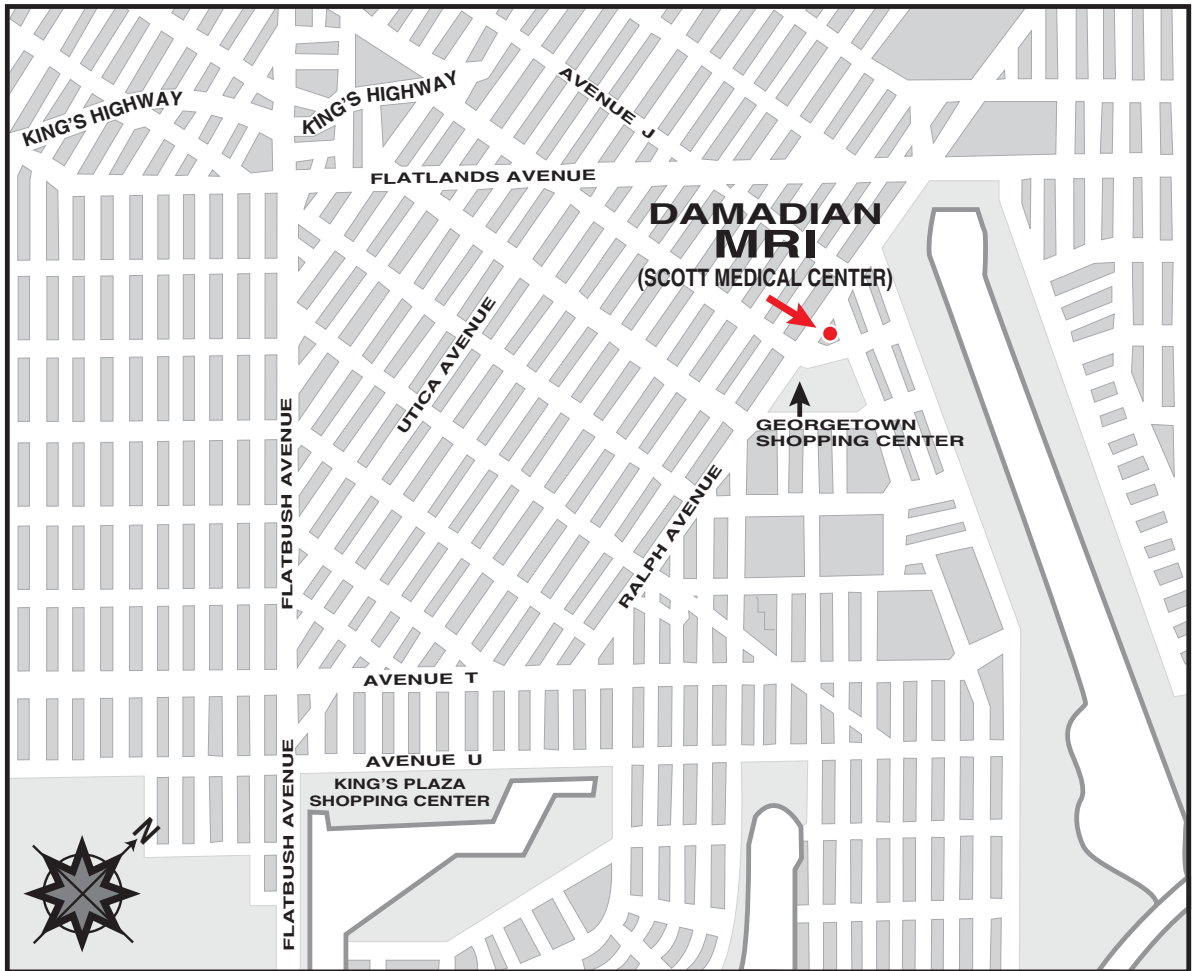 KING'S HIGHWAY
KING'S HIGHWAY
AVENUE J
FLATLANDS AVENUE
DAMADIAN
MRI
(SCOTT MEDICAL CENTER)
UTICA AVENUE
FLATBUSH AVENUE
GEORGETOWN
SHOPPING CENTER
RALPH AVENUE
AVENUE T
AVENUE U
FLATBUSH AVENUE
KING'S PLAZA
SHOPPING CENTER
N